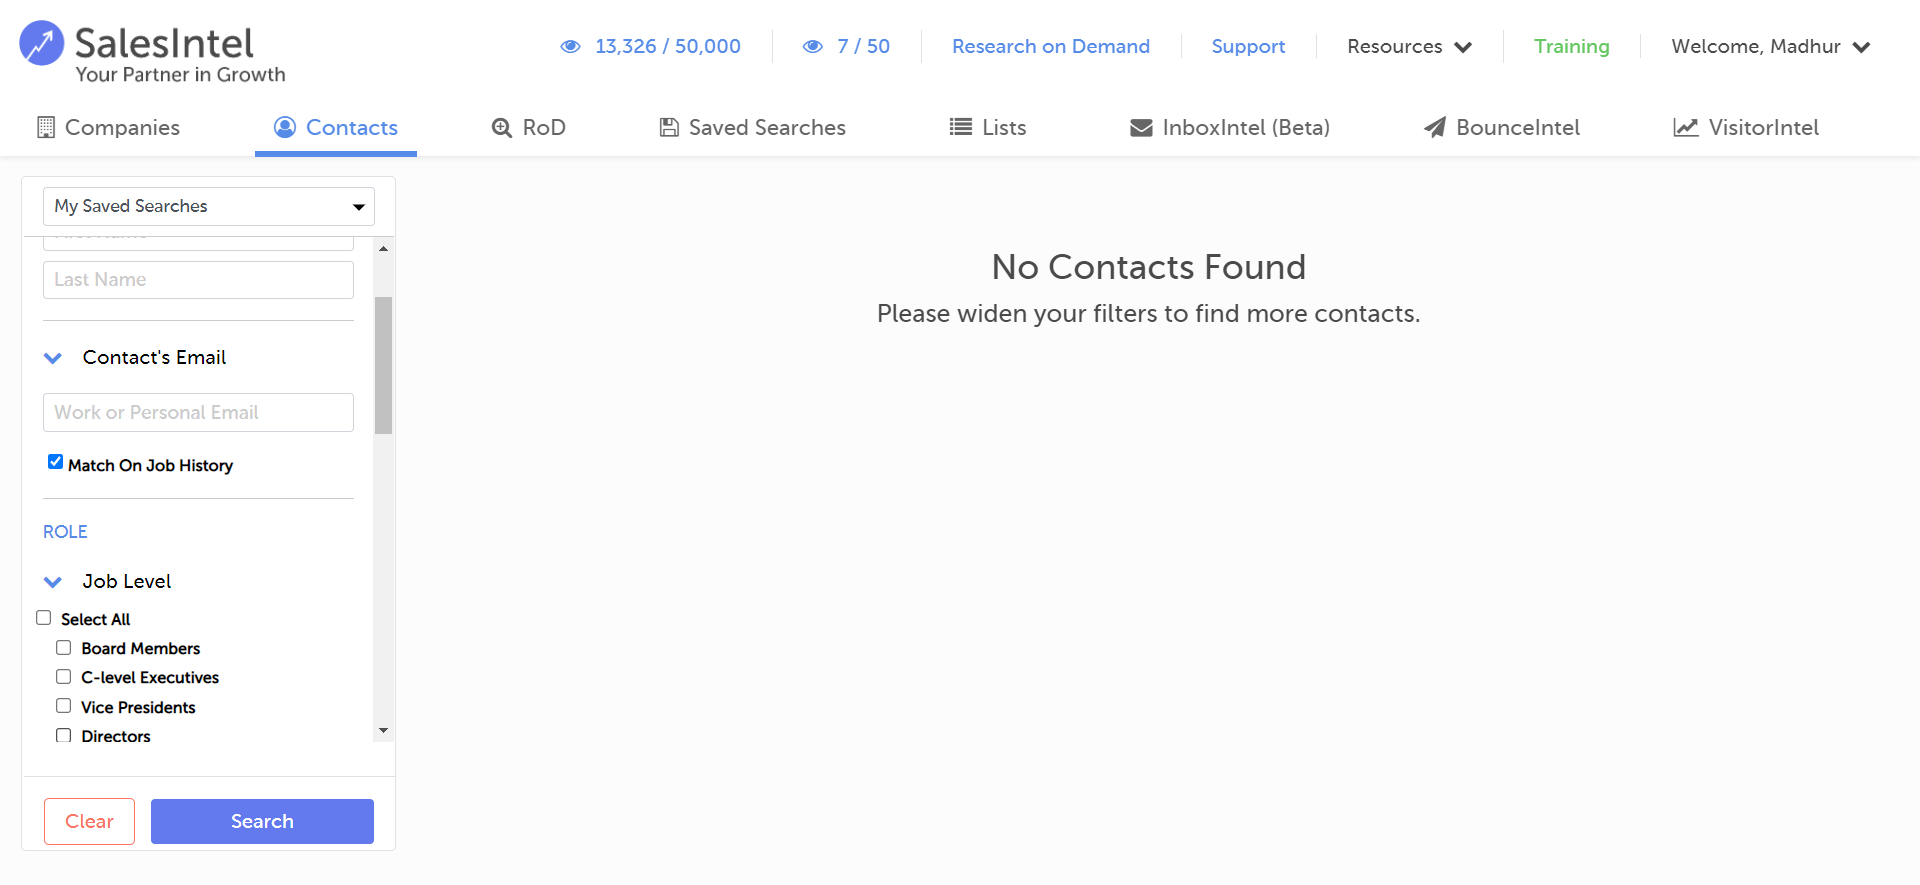 SalesIntel
Your Partner in Growth
13,326 / 50,000
7 / 50
Research on Demand
Support
Resources
Training
Welcome, Madhur
Companies
Contacts
RoD
Saved Searches
Lists
InboxIntel (Beta)
BounceIntel
VisitorIntel
My Saved Searches
Last Name
Contact's Email
Work or Personal Email
Match On Job History
ROLE
Job Level
Select All
Board Members
C-level Executives
Vice Presidents
Directors
Clear
Search
No Contacts Found
Please widen your filters to find more contacts.